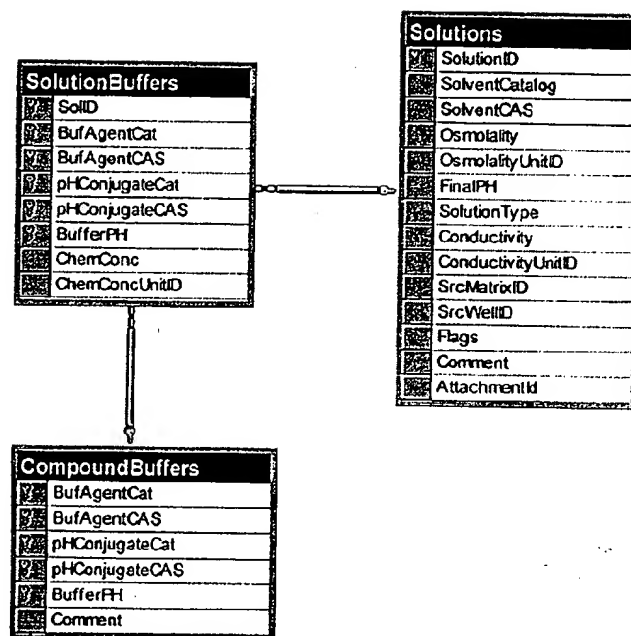 SolutionBuffers
SolID
BufAgentCat
BufAgentCAS
pHConjugateCat
pHConjugateCAS
BufferPH
ChemConc
ChemConcUnitID
Solutions
SolutionID
SolventCatalog
SolventCAS
Osmolality
OsmolalityUnitID
FinalPH
SolutionType
Conductivity
ConductivityUnitID
SrcMatrixID
SrcWellID
Flags
Comment
AttachmentId
CompoundBuffers
BufAgentCat
BufAgentCAS
pHConjugateCat
pHConjugateCAS
BufferPH
Comment